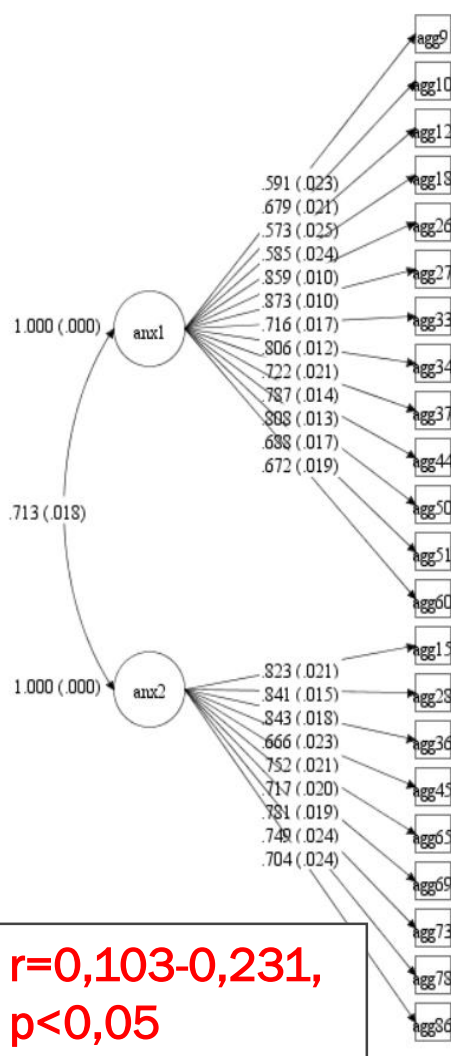 agg9
agg10
agg12
agg18
agg26
agg27
agg33
agg34
agg37
agg44
agg50
agg51
agg60
.591 (.023)
.679 (.021)
.573 (.025)
.585 (.024)
.859 (.010)
.873 (.010)
.716 (.017)
.806 (.012)
.722 (.021)
.787 (.014)
.808 (.013)
.688 (.017)
.672 (.019)
1.000 (.000)
anx1
.713 (.018)
1.000 (.000)
anx2
.823 (.021)
.841 (.015)
.843 (.018)
.666 (.023)
.752 (.021)
.717 (.020)
.781 (.019)
.749 (.024)
.704 (.024)
agg15
agg28
agg36
agg45
agg65
agg69
agg73
agg78
agg86
r=0,103-0,231,
p<0,05